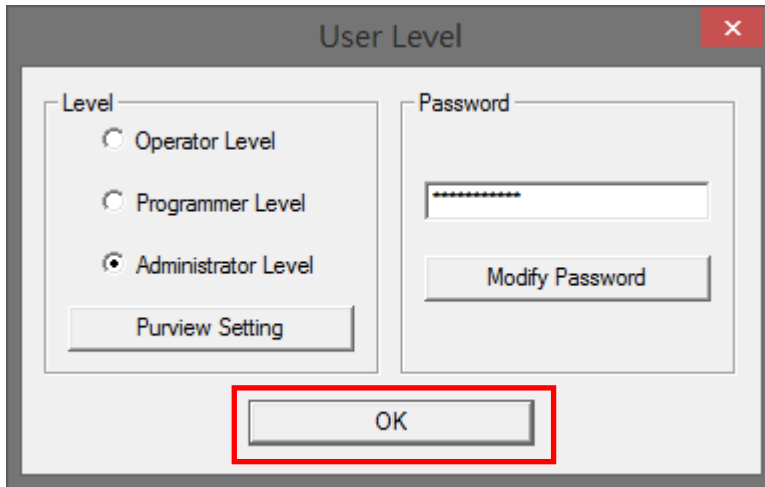 User Level
Level
Operator Level
Programmer Level
Administrator Level
Purview Setting
Password
***********
Modify Password
OK